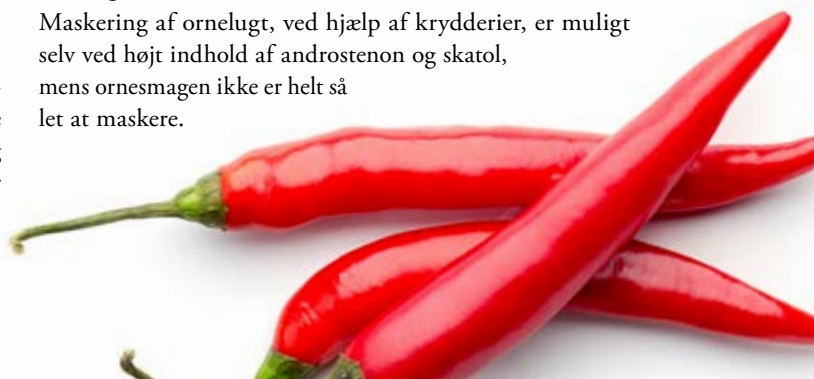 Maskering af ornelugt, ved hjælp af krydderier, er muligt
selv ved højt indhold af androstenon og skatol,
mens ornesmagen ikke er helt så
let at maskere.